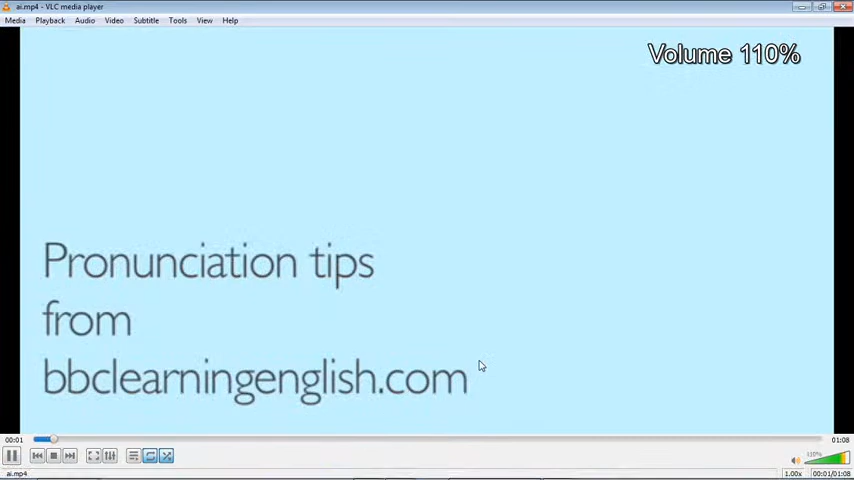 ai.mp4 - VLC media player
Media Playback Audio Video Subtitle Tools View Help
Volume 110%
Pronunciation tips
from
bbclearningenglish.com
00:01 01:08
110%
ai.mp4 1.00x 00:01/01:08